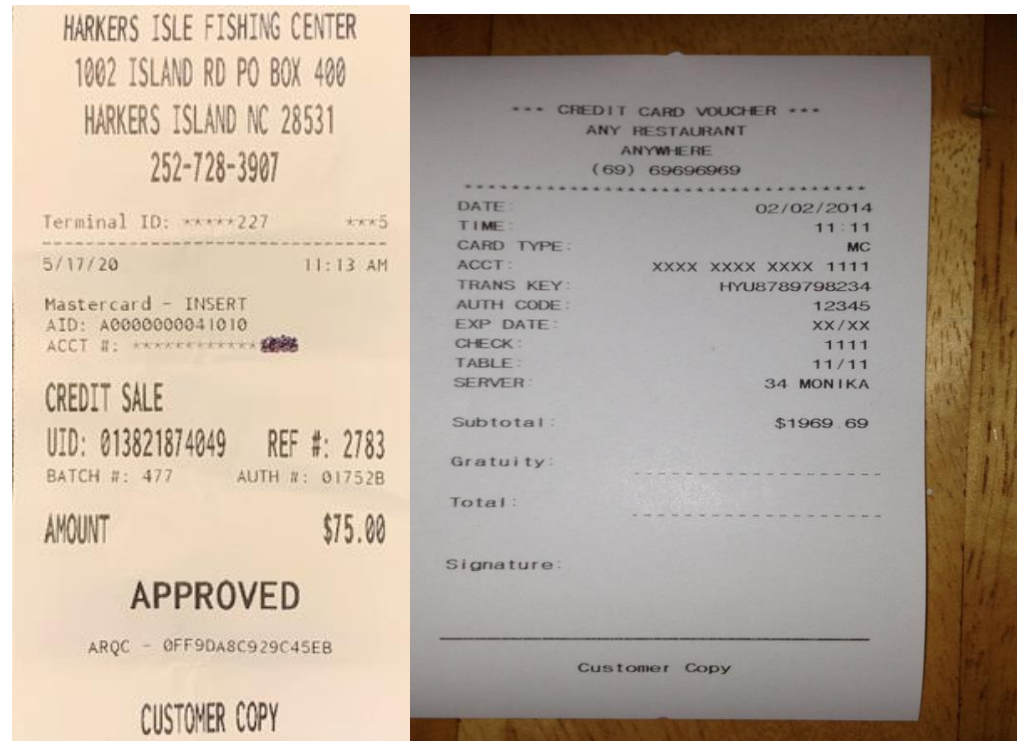 HARKERS ISLE FISHING CENTER
1002 ISLAND RD PO BOX 400
HARKERS ISLAND NC 28531
252-728-3907
Terminal ID: *****227 ***5
5/17/20 11:13 AM
Mastercard - INSERT
AID: A0000000041010
ACCT #: ************
CREDIT SALE
UID: 013821874049 REF #: 2783
BATCH #: 477 AUTH #: 01752B
AMOUNT $75.00
APPROVED
ARQC - 0FF9DA8C929C45EB
CUSTOMER COPY
*** CREDIT CARD VOUCHER ***
ANY RESTAURANT
ANYWHERE
(69) 69696969
***********************************
DATE: 02/02/2014
TIME: 11:11
CARD TYPE: MC
ACCT: XXXX XXXX XXXX 1111
TRANS KEY: HYU8789798234
AUTH CODE: 12345
EXP DATE: XX/XX
CHECK: 1111
TABLE: 11/11
SERVER: 34 MONIKA
Subtotal: $1969.69
Gratuity:
Total:
Signature:
Customer Copy